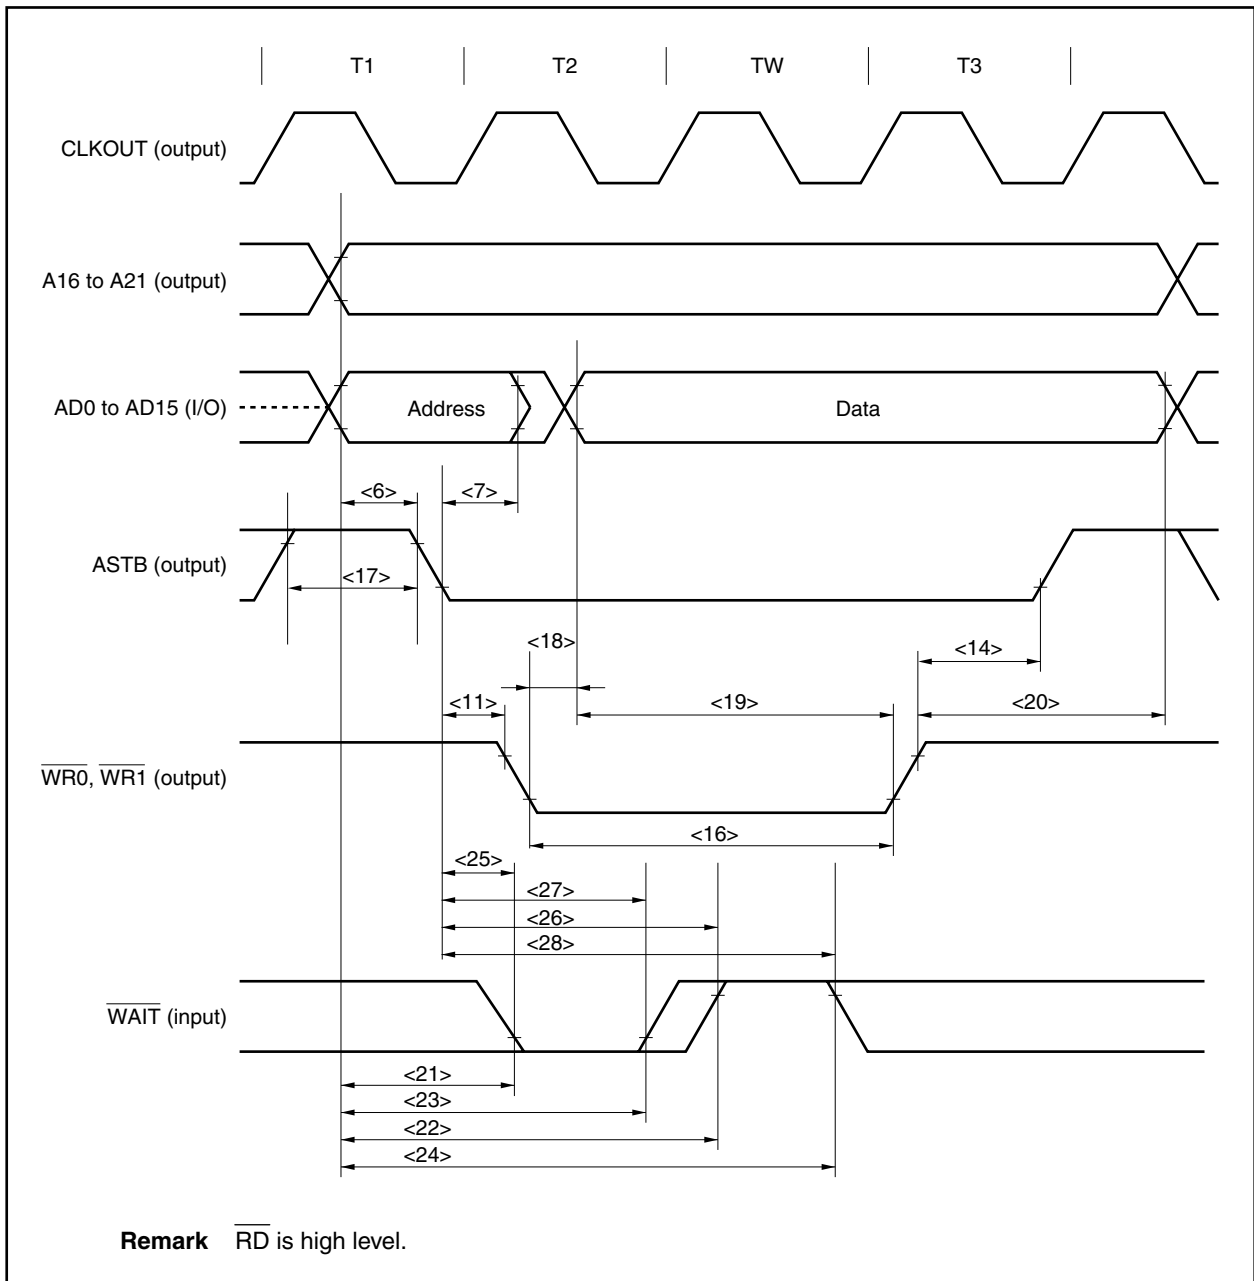 T1 T2 TW T3
CLKOUT (output)
A16 to A21 (output)
AD0 to AD15 (I/O) Address Data
<6> <7>
ASTB (output)
<17>
<18>
<14>
<11> <19> <20>
WR0, WR1 (output)
<16>
<25>
<27>
<26>
<28>
WAIT (input)
<21>
<23>
<22>
<24>
Remark RD is high level.